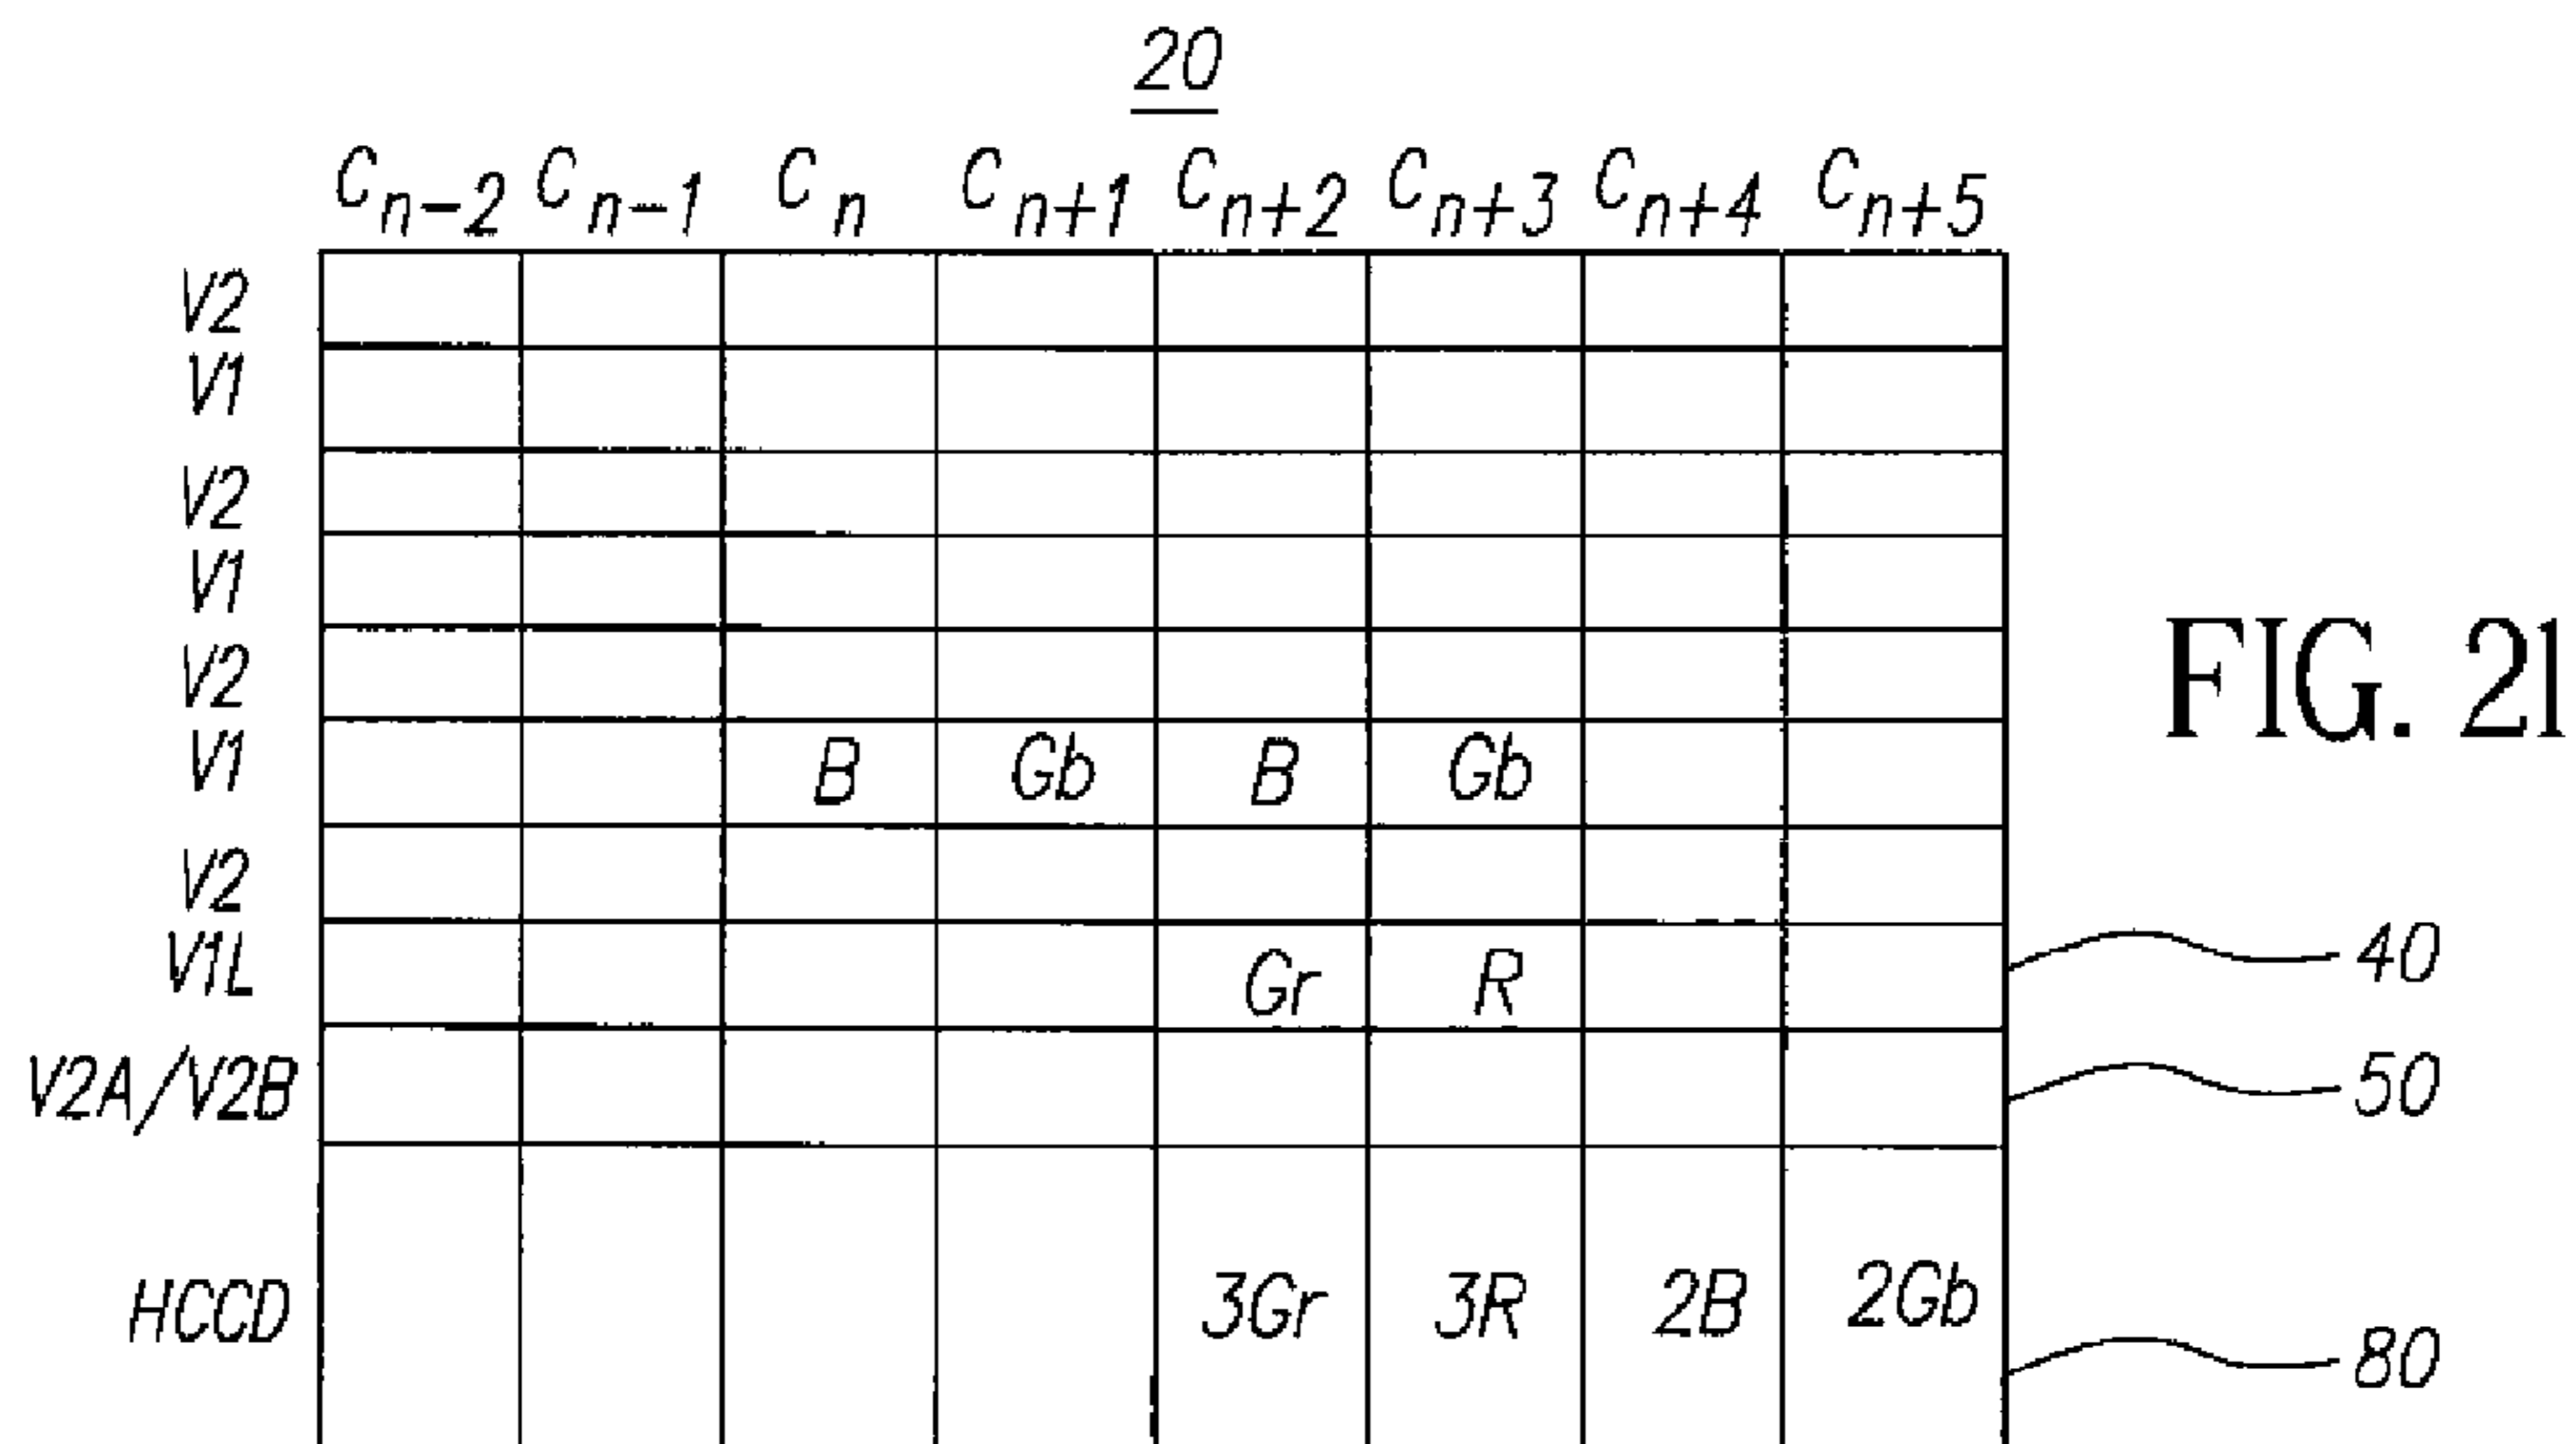 20
Cn-2 Cn-1 Cn Cn+1 Cn+2 Cn+3 Cn+4 Cn+5
V2
V1
V2
V1
V2
V1 B Gb B Gb
V2
V1L Gr R 40
V2A/V2B 50
HCCD 3Gr 3R 2B 2Gb 80
FIG. 21